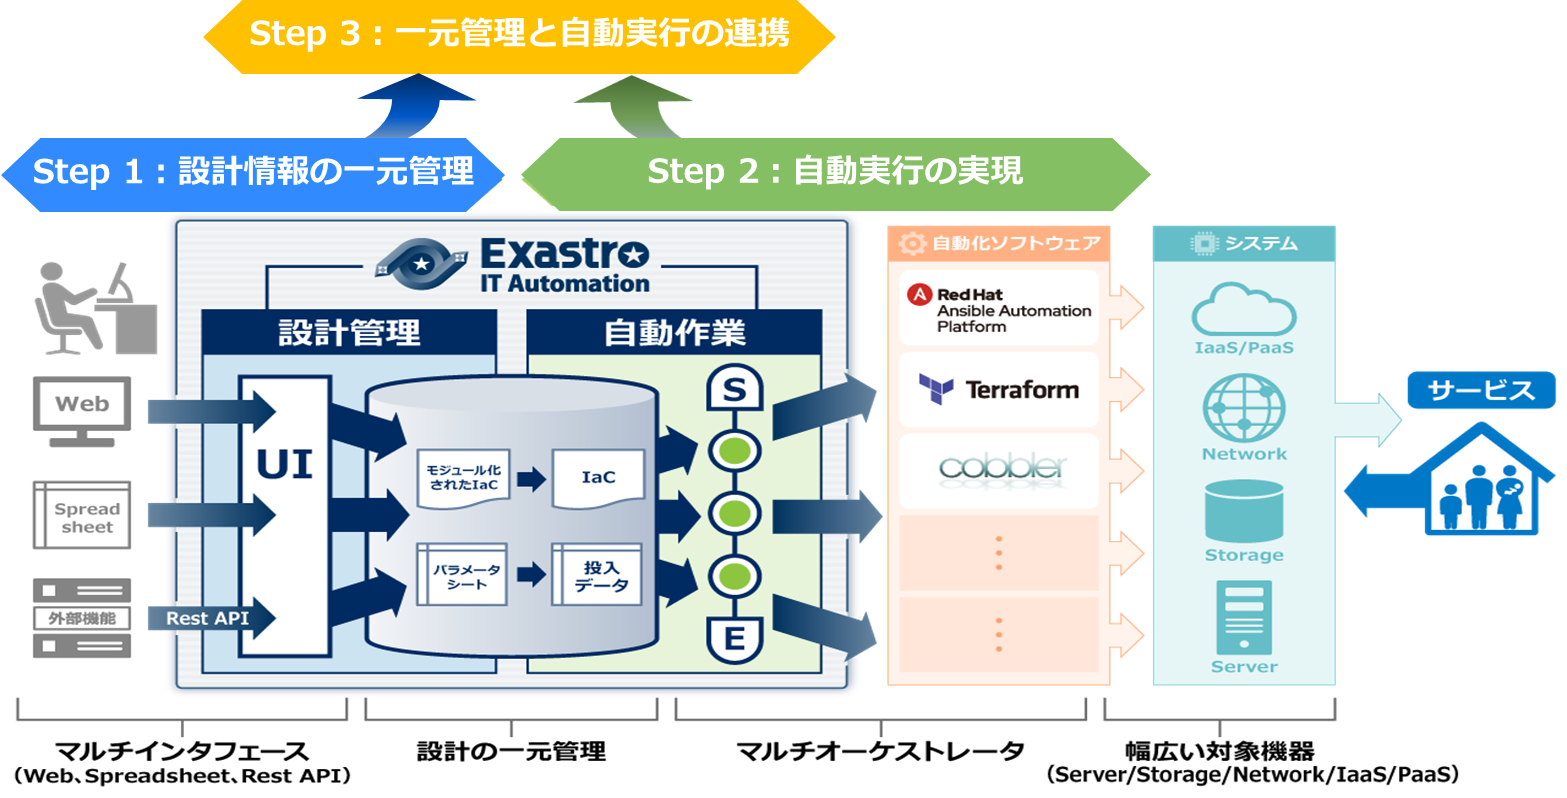 Step 3：一元管理と自動実行の連携
Step 1：設計情報の一元管理
Step 2：自動実行の実現
Exastro
IT Automation
設計管理
自動作業
Web
Spread
sheet
外部機能
Rest API
UI
モジュール化
されたIaC
IaC
パラメータ
シート
投入
データ
S
E
自動化ソフトウェア
Red Hat
Ansible Automation
Platform
Terraform
cobbler
システム
IaaS/PaaS
Network
Storage
Server
サービス
マルチインタフェース
（Web、Spreadsheet、Rest API）
設計の一元管理
マルチオーケストレータ
幅広い対象機器
（Server/Storage/Network/IaaS/PaaS）